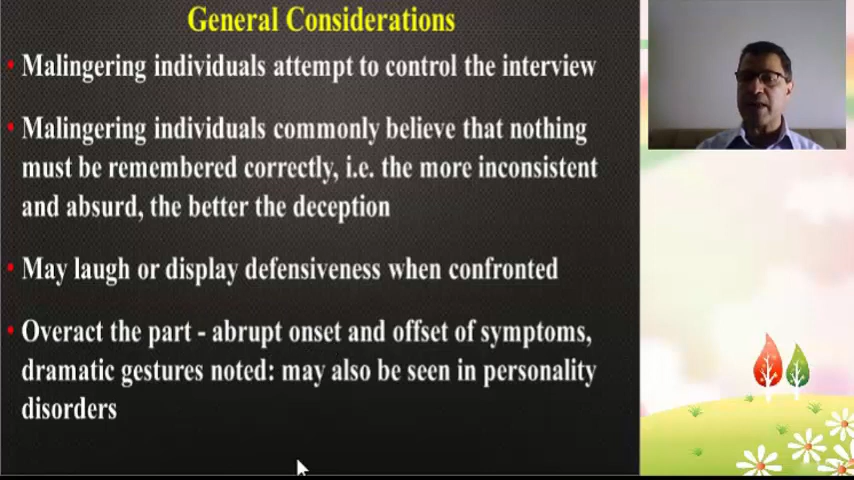 General Considerations
• Malingering individuals attempt to control the interview
• Malingering individuals commonly believe that nothing
must be remembered correctly, i.e. the more inconsistent
and absurd, the better the deception
• May laugh or display defensiveness when confronted
• Overact the part - abrupt onset and offset of symptoms,
dramatic gestures noted: may also be seen in personality
disorders